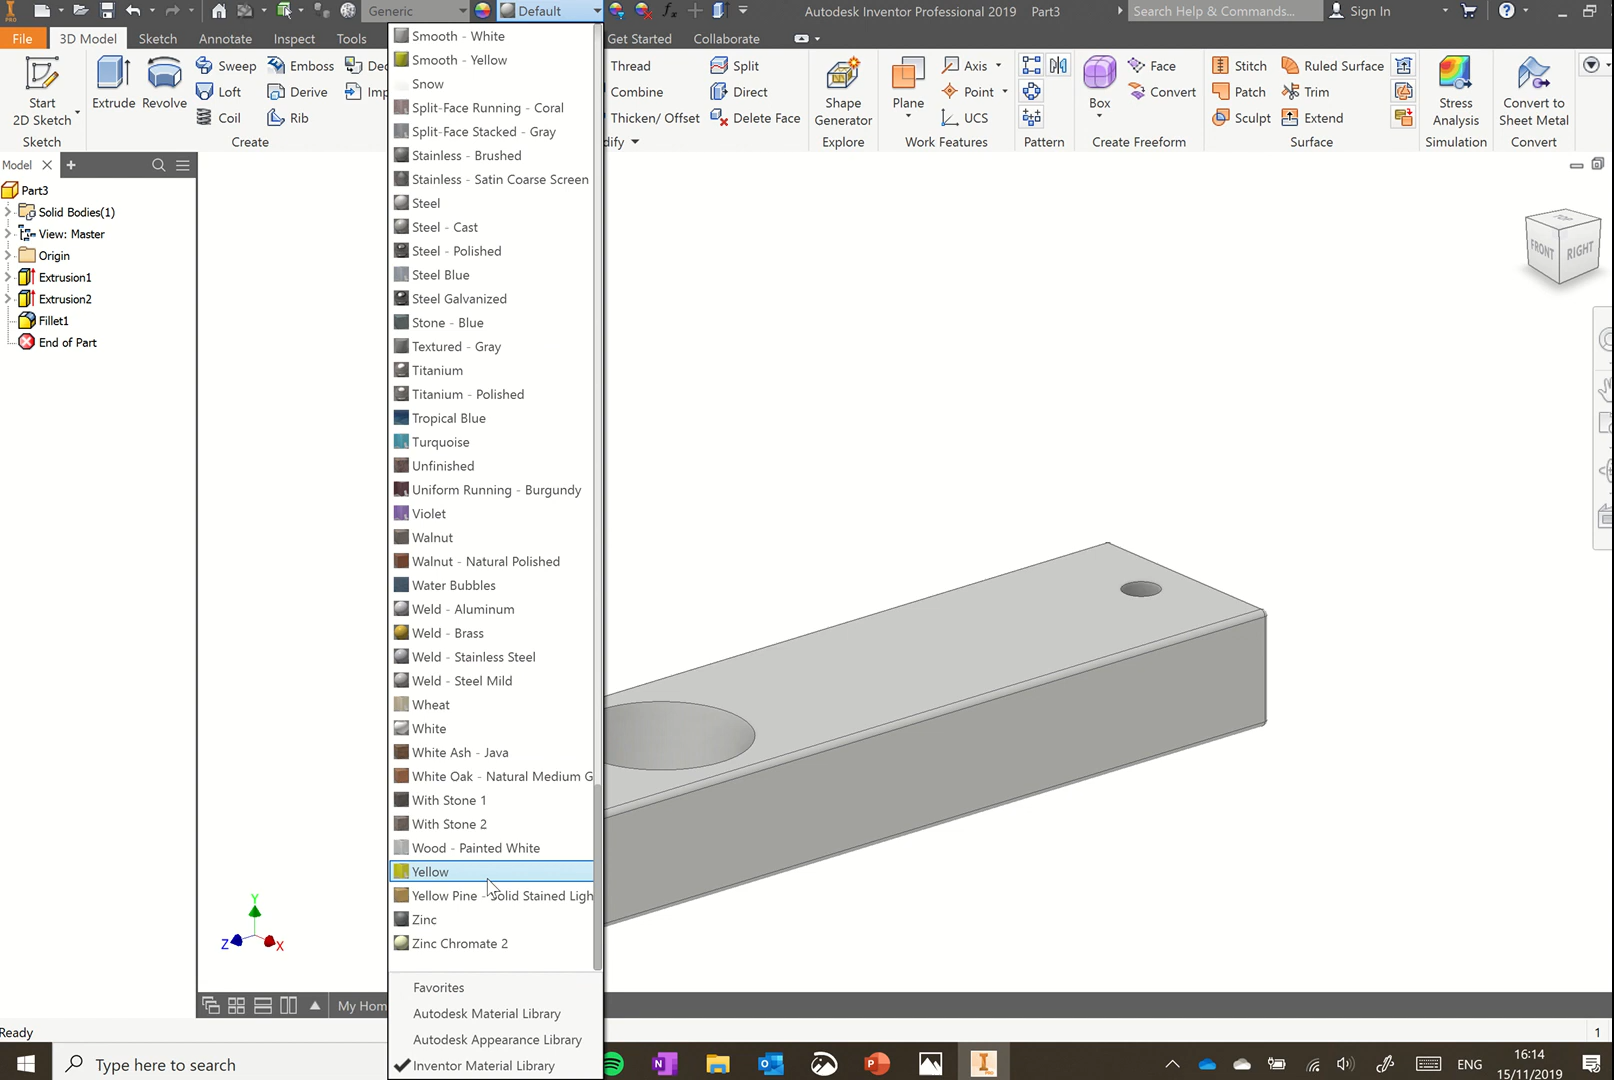 PRO
Generic
Default
Autodesk Inventor Professional 2019 Part3
Search Help & Commands...
Sign In
File
3D Model
Sketch
Annotate
Inspect
Tools
Get Started
Collaborate
Start
2D Sketch
Sketch
Extrude
Revolve
Sweep
Loft
Coil
Emboss
Derive
Rib
Dec
Imp
Create
Thread
Combine
Thicken/ Offset
Split
Direct
Delete Face
dify
Shape
Generator
Explore
Plane
Axis
Point
UCS
Work Features
Pattern
Box
Face
Convert
Create Freeform
Stitch
Patch
Sculpt
Ruled Surface
Trim
Extend
Surface
Stress
Analysis
Simulation
Convert to
Sheet Metal
Convert
Model
Part3
Solid Bodies(1)
View: Master
Origin
Extrusion1
Extrusion2
Fillet1
End of Part
Smooth - White
Smooth - Yellow
Snow
Split-Face Running - Coral
Split-Face Stacked - Gray
Stainless - Brushed
Stainless - Satin Coarse Screen
Steel
Steel - Cast
Steel - Polished
Steel Blue
Steel Galvanized
Stone - Blue
Textured - Gray
Titanium
Titanium - Polished
Tropical Blue
Turquoise
Unfinished
Uniform Running - Burgundy
Violet
Walnut
Walnut - Natural Polished
Water Bubbles
Weld - Aluminum
Weld - Brass
Weld - Stainless Steel
Weld - Steel Mild
Wheat
White
White Ash - Java
White Oak - Natural Medium G
With Stone 1
With Stone 2
Wood - Painted White
Yellow
Yellow Pine - Solid Stained Ligh
Zinc
Zinc Chromate 2
Favorites
Autodesk Material Library
Autodesk Appearance Library
Inventor Material Library
TOP
FRONT
RIGHT
Y
Z
X
My Hom
Ready
1
Type here to search
ENG
16:14
15/11/2019